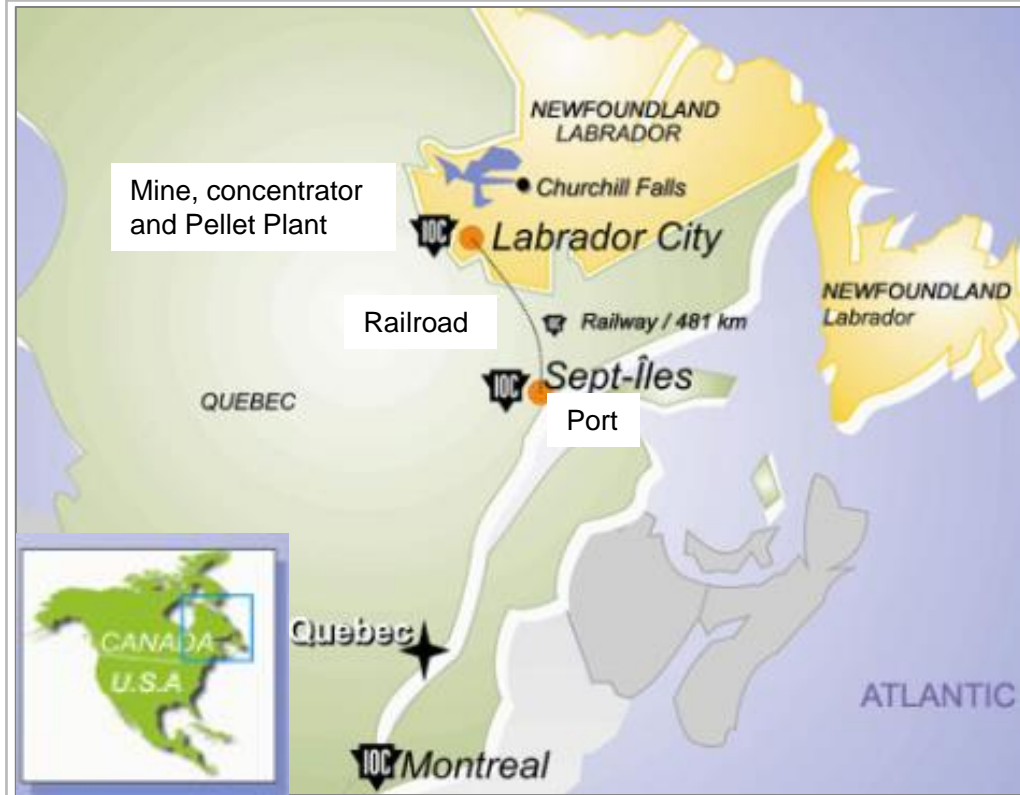 NEWFOUNDLAND
LABRADOR
Mine, concentrator
and Pellet Plant
Churchill Falls
IOC
Labrador City
NEWFOUNDLAND
Labrador
Railroad
Railway / 481 km
IOC
Sept-Îles
QUEBEC
Port
CANADA
U.S.A
Quebec
ATLANTIC
IOC
Montreal